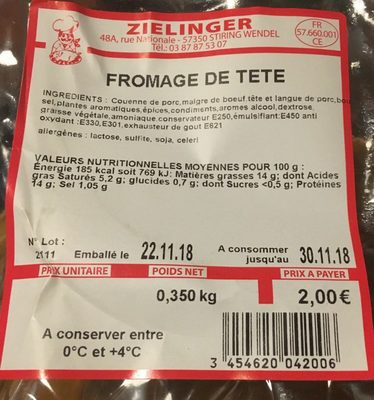 ZIELINGER
48A, rue Nationale - 57350 STIRING WENDEL
Tél.: 03 87 87 53 07
FR
57.660.001
CE
FROMAGE DE TETE
INGREDIENTS : Couenne de porc,maigre de boeuf,tête et langue de porc,
sel,plantes aromatiques,épices,condiments,aromes alcool,dextrose,
graisse végétale,amoniaque,conservateur E250,émulsifiant:E450 anti
oxydant :E330,E301,exhausteur de gout E621
allergènes : lactose, sulfite, soja, celeri
VALEURS NUTRITIONNELLES MOYENNES POUR 100 g :
Energie 185 kcal soit 769 kJ; Matières grasses 14 g; dont Acides
gras Saturés 5,2 g; glucides 0,7 g; dont Sucres <0,5 g; Protéines
14 g; Sel 1,05 g
N° Lot :
Emballé le 22.11.18 A consommer jusqu'au 30.11.18
PRIX UNITAIRE POIDS NET PRIX A PAYER
0,350 kg 2,00€
A conserver entre
0°C et +4°C
3 454620 042006